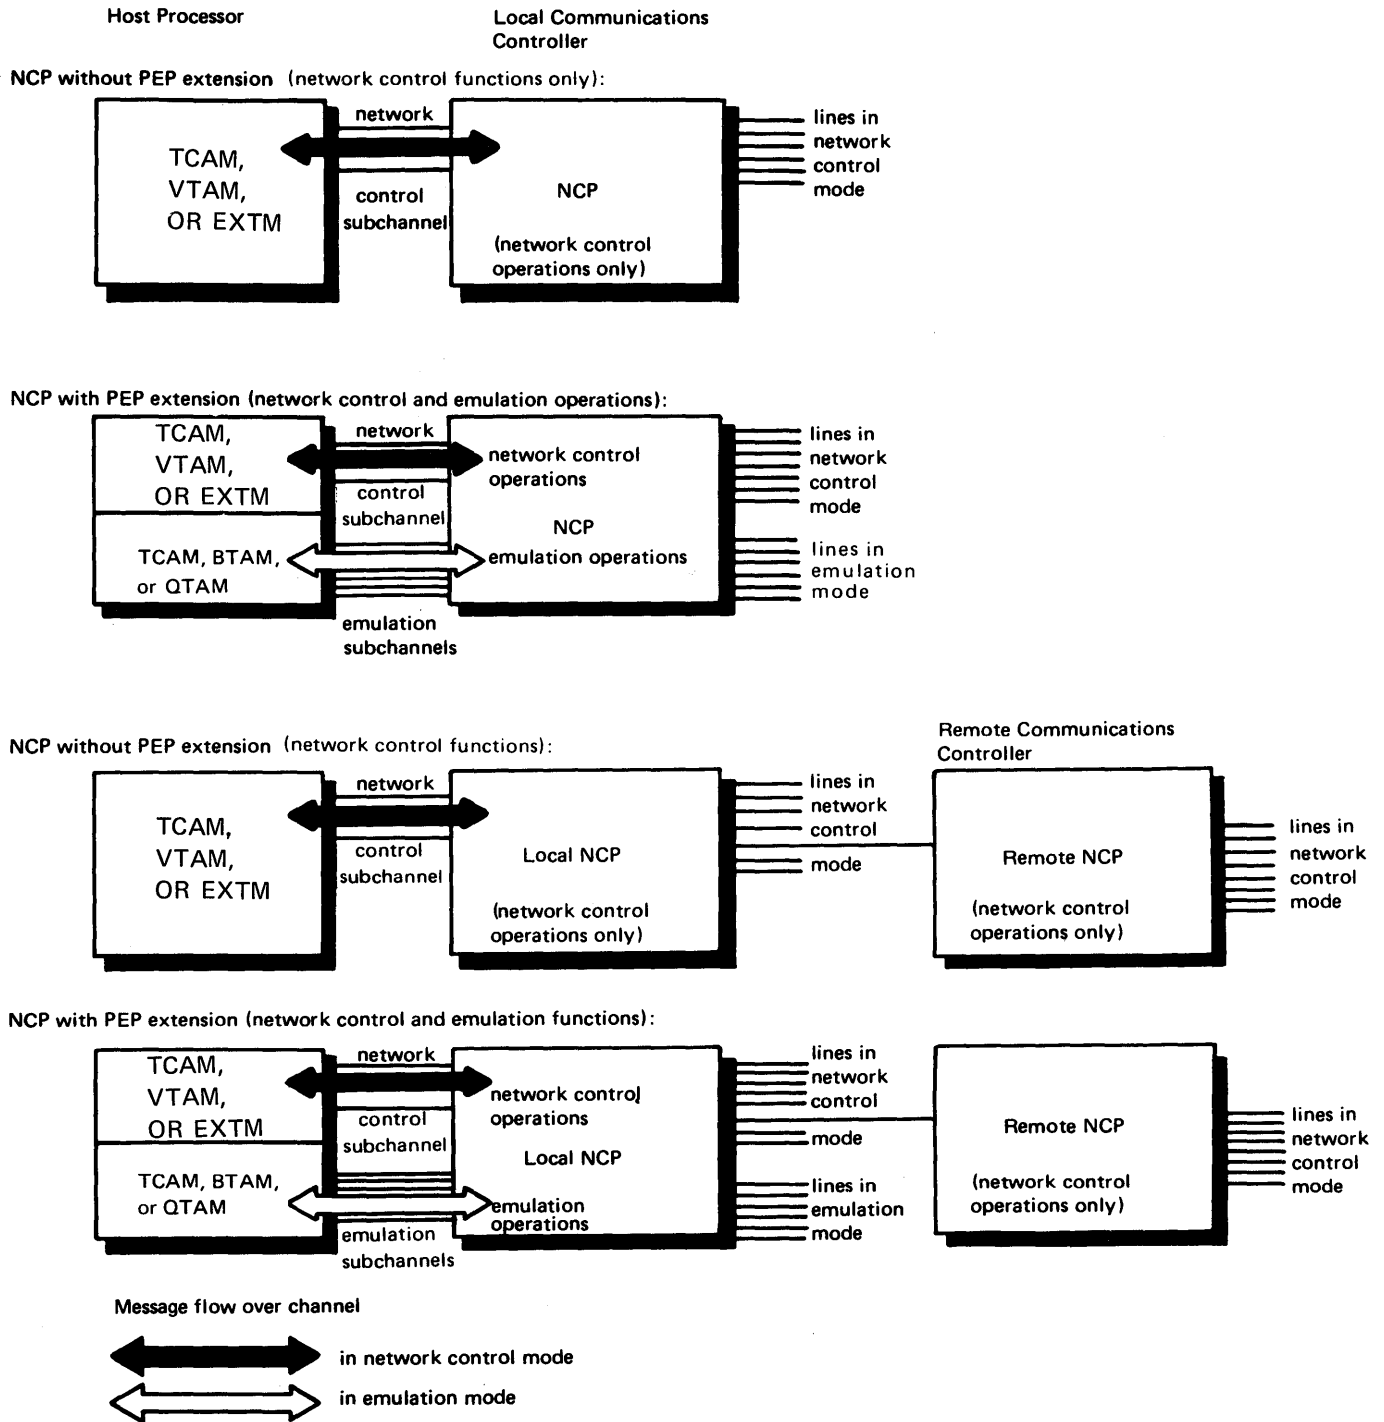 Host Processor
Local Communications
Controller
NCP without PEP extension (network control functions only):
TCAM,
VTAM,
OR EXTM
network
control
subchannel
NCP
(network control
operations only)
lines in
network
control
mode
NCP with PEP extension (network control and emulation operations):
TCAM,
VTAM,
OR EXTM
TCAM, BTAM,
or QTAM
network
control
subchannel
emulation
subchannels
network control
operations
NCP
emulation operations
lines in
network
control
mode
lines in
emulation
mode
NCP without PEP extension (network control functions):
Remote Communications
Controller
TCAM,
VTAM,
OR EXTM
network
control
subchannel
Local NCP
(network control
operations only)
lines in
network
control
mode
Remote NCP
(network control
operations only)
lines in
network
control
mode
NCP with PEP extension (network control and emulation functions):
TCAM,
VTAM,
OR EXTM
TCAM, BTAM,
or QTAM
network
control
subchannel
emulation
subchannels
network control
operations
Local NCP
emulation
operations
lines in
network
control
mode
lines in
emulation
mode
Remote NCP
(network control
operations only)
lines in
network
control
mode
Message flow over channel
in network control mode
in emulation mode